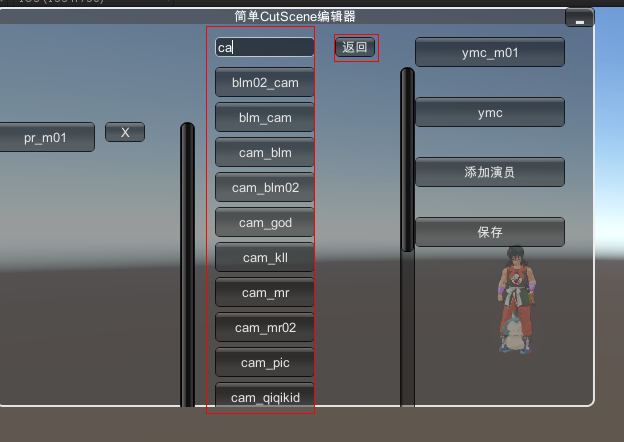 简单CutScene编辑器
ca
返回
ymc_m01
blm02_cam
blm_cam
ymc
pr_m01
X
cam_blm
cam_blm02
添加演员
cam_god
保存
cam_kll
cam_mr
cam_mr02
cam_pic
cam_qiqikid